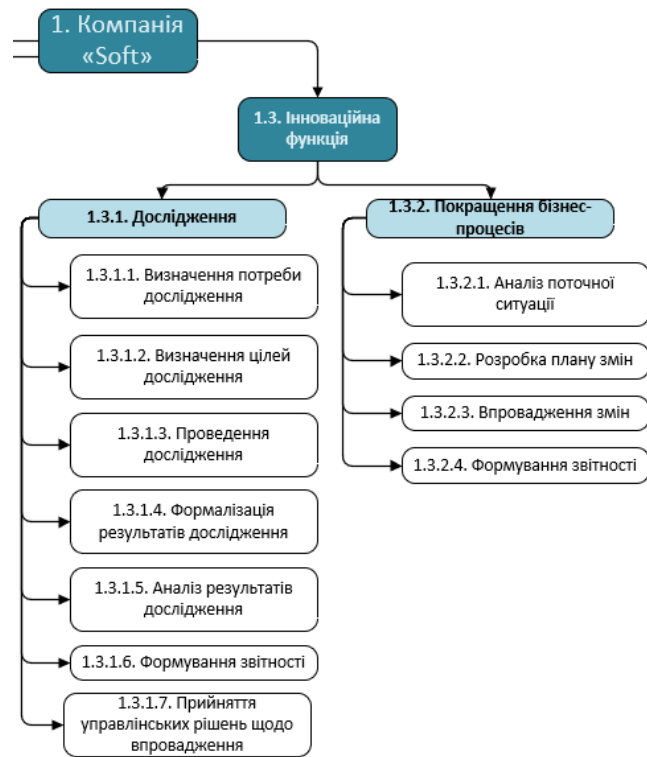 1. Компанія
«Soft»
1.3. Інноваційна
функція
1.3.1. Дослідження
1.3.1.1. Визначення потреби
дослідження
1.3.1.2. Визначення цілей
дослідження
1.3.1.3. Проведення
дослідження
1.3.1.4. Формалізація
результатів дослідження
1.3.1.5. Аналіз результатів
дослідження
1.3.1.6. Формування звітності
1.3.1.7. Прийняття
управлінських рішень щодо
впровадження
1.3.2. Покращення бізнес-
процесів
1.3.2.1. Аналіз поточної
ситуації
1.3.2.2. Розробка плану змін
1.3.2.3. Впровадження змін
1.3.2.4. Формування звітності